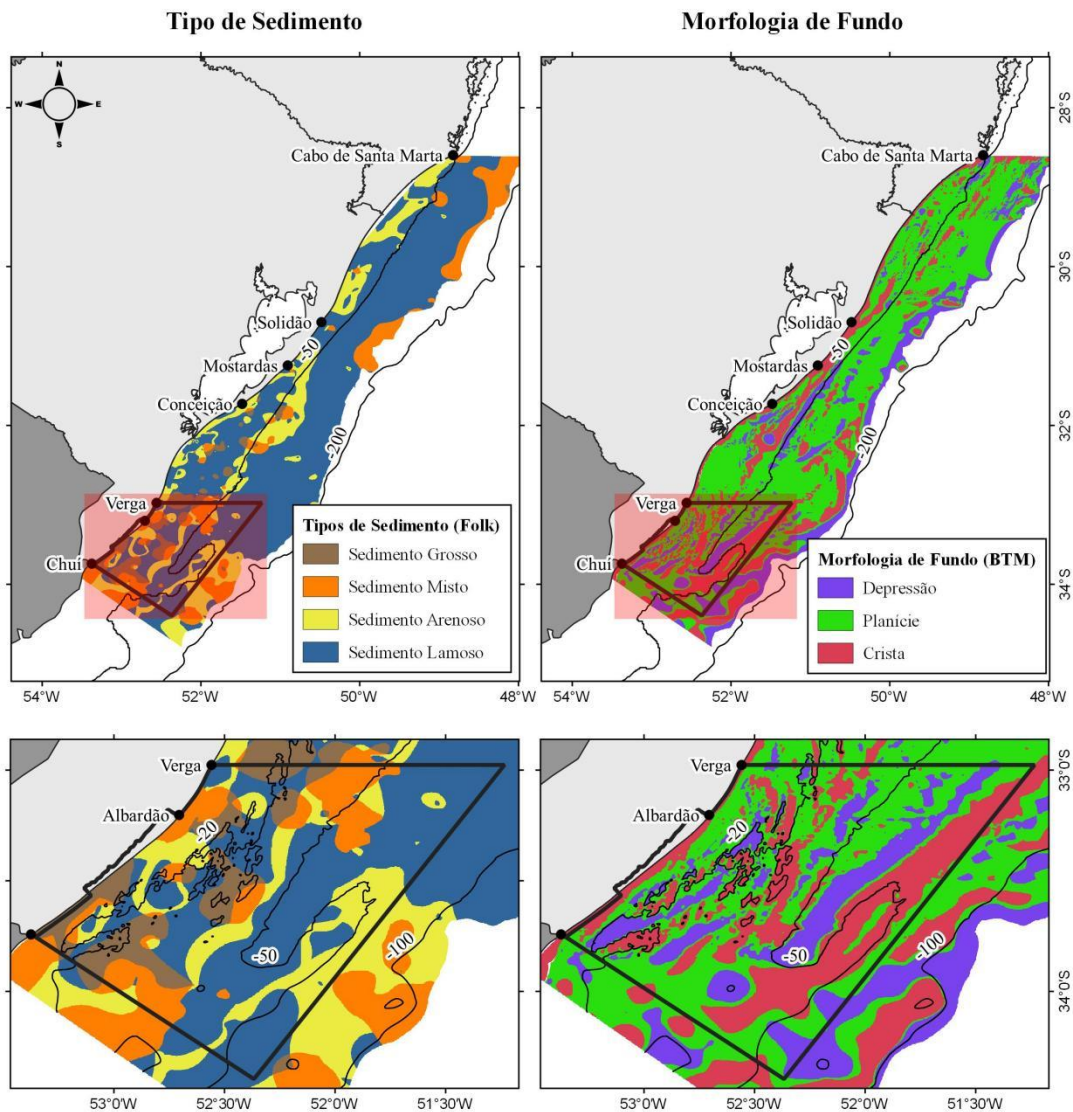 Tipo de Sedimento
Morfologia de Fundo
N
W E
S
Cabo de Santa Marta
Solidão
-50
Mostardas
Conceição
-200
Verga
Chuí
Tipos de Sedimento (Folk)
Sedimento Grosso
Sedimento Misto
Sedimento Arenoso
Sedimento Lamoso
54°W
52°W
50°W
48°W
Cabo de Santa Marta
Solidão
-50
Mostardas
Conceição
-200
Verga
Chuí
Morfologia de Fundo (BTM)
Depressão
Planície
Crista
28°S
30°S
32°S
34°S
54°W
52°W
50°W
48°W
Verga
Albardão
-20
-50
-100
53°0'W
52°30'W
52°0'W
51°30'W
Verga
Albardão
-20
-50
-100
33°0'S
34°0'S
53°0'W
52°30'W
52°0'W
51°30'W